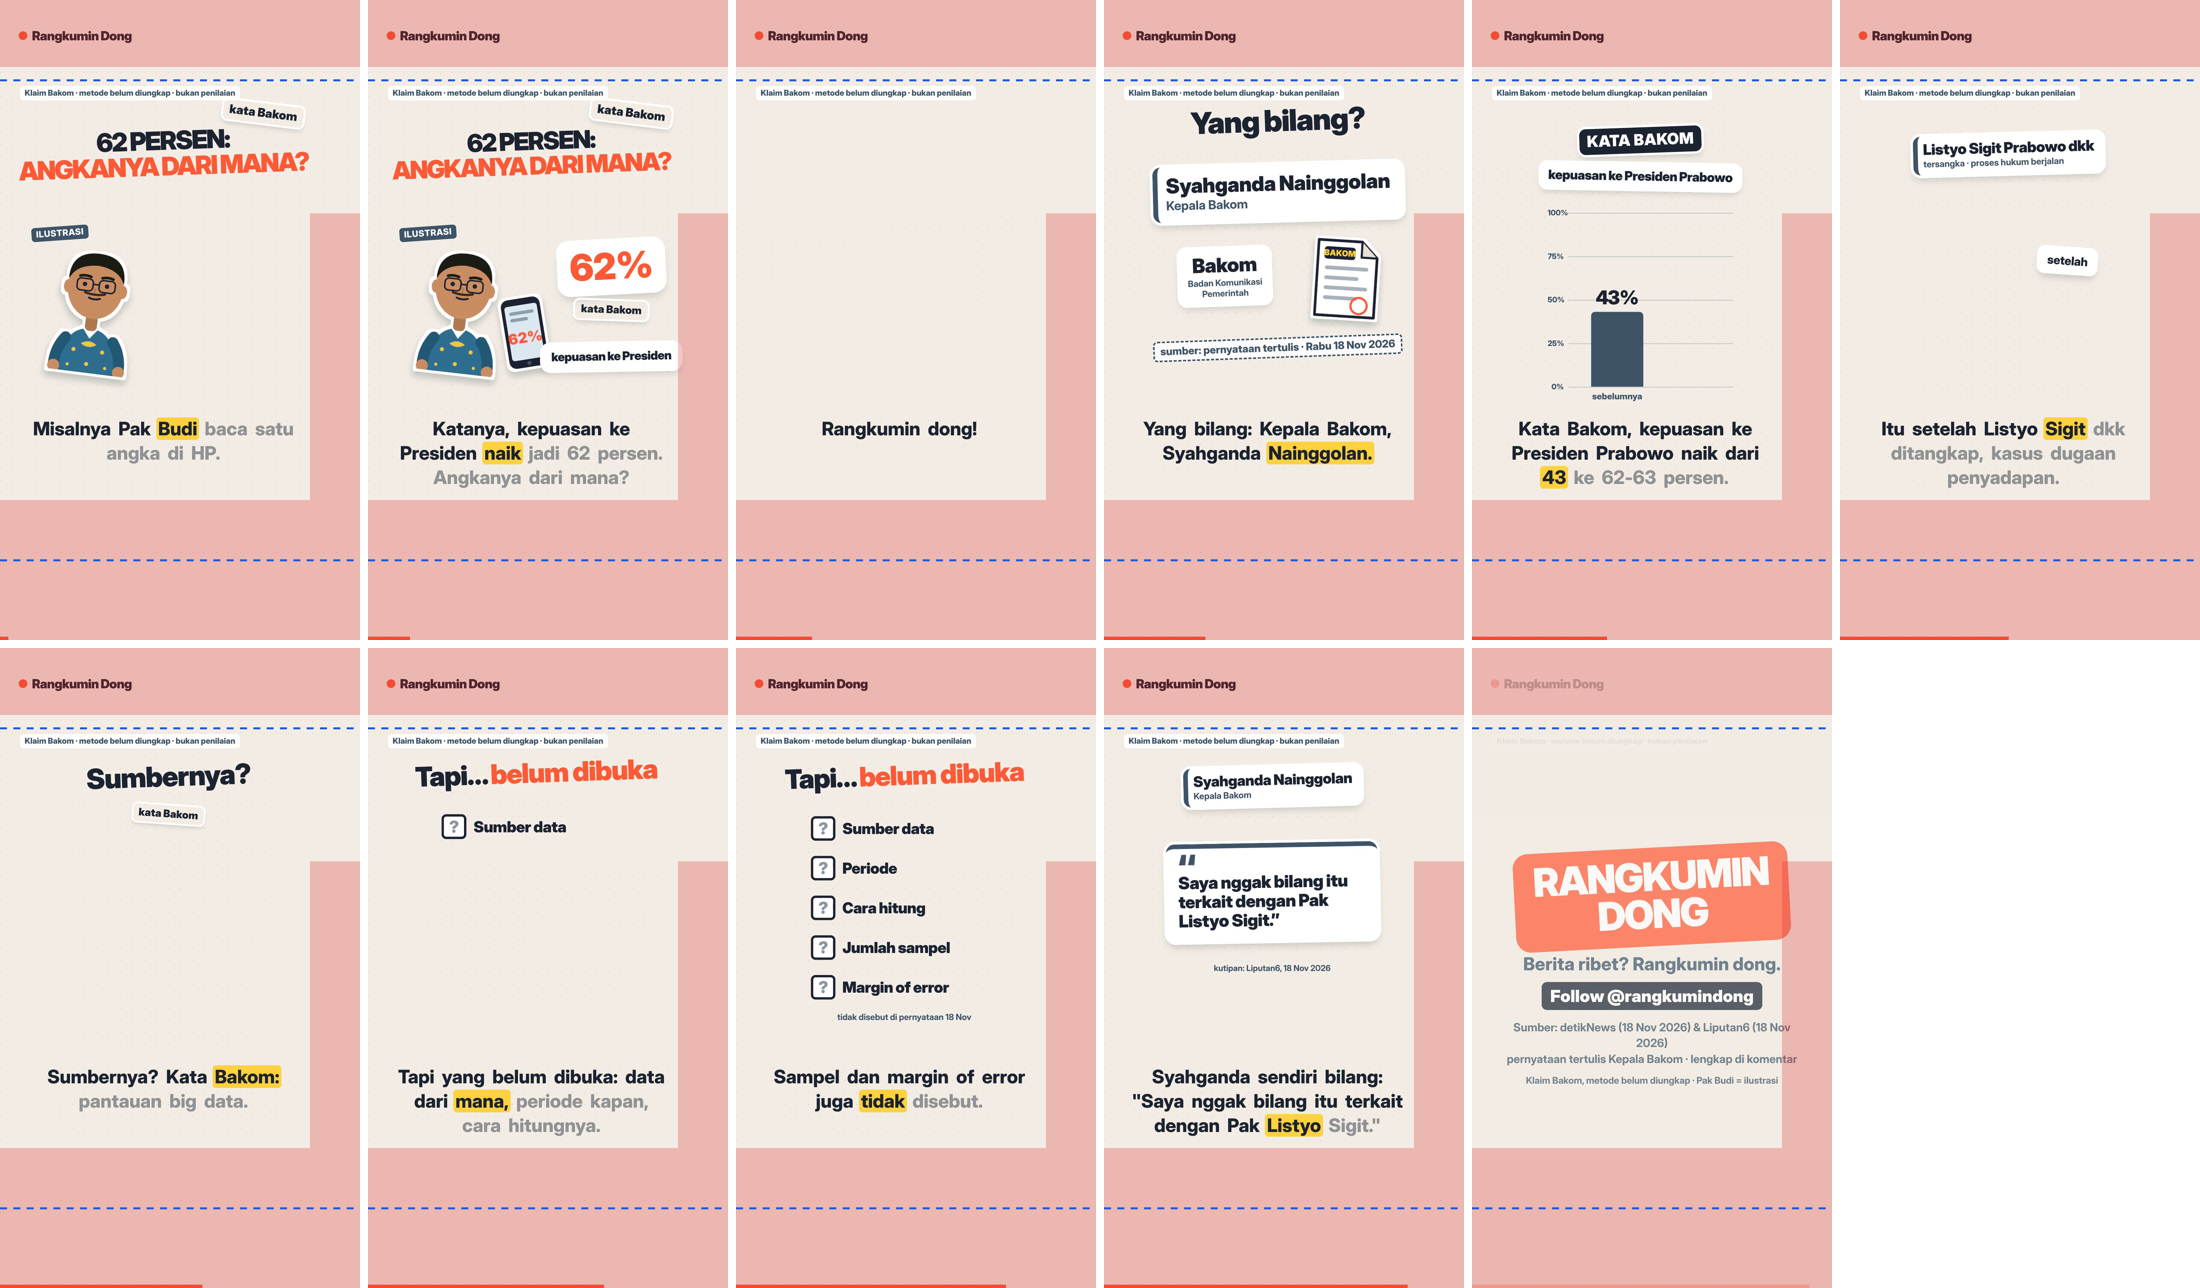 Rangkumin Dong
Klaim Bakom · metode belum diungkap · bukan penilaian
kata Bakom
62 PERSEN:
ANGKANYA DARI MANA?
ILUSTRASI
Misalnya Pak Budi baca satu
angka di HP.
Rangkumin Dong
Klaim Bakom · metode belum diungkap · bukan penilaian
kata Bakom
62 PERSEN:
ANGKANYA DARI MANA?
ILUSTRASI
62%
kata Bakom
62%
kepuasan ke Presiden
Katanya, kepuasan ke
Presiden naik jadi 62 persen.
Angkanya dari mana?
Rangkumin Dong
Klaim Bakom · metode belum diungkap · bukan penilaian
Rangkumin dong!
Rangkumin Dong
Klaim Bakom · metode belum diungkap · bukan penilaian
Yang bilang?
Syahganda Nainggolan
Kepala Bakom
Bakom
Badan Komunikasi
Pemerintah
BAKOM
sumber: pernyataan tertulis · Rabu 18 Nov 2026
Yang bilang: Kepala Bakom,
Syahganda Nainggolan.
Rangkumin Dong
Klaim Bakom · metode belum diungkap · bukan penilaian
KATA BAKOM
kepuasan ke Presiden Prabowo
100%
75%
50%
43%
25%
0%
sebelumnya
Kata Bakom, kepuasan ke
Presiden Prabowo naik dari
43 ke 62-63 persen.
Rangkumin Dong
Klaim Bakom · metode belum diungkap · bukan penilaian
Listyo Sigit Prabowo dkk
tersangka · proses hukum berjalan
setelah
Itu setelah Listyo Sigit dkk
ditangkap, kasus dugaan
penyadapan.
Rangkumin Dong
Klaim Bakom · metode belum diungkap · bukan penilaian
Sumbernya?
kata Bakom
Sumbernya? Kata Bakom:
pantauan big data.
Rangkumin Dong
Klaim Bakom · metode belum diungkap · bukan penilaian
Tapi... belum dibuka
? Sumber data
Tapi yang belum dibuka: data
dari mana, periode kapan,
cara hitungnya.
Rangkumin Dong
Klaim Bakom · metode belum diungkap · bukan penilaian
Tapi... belum dibuka
? Sumber data
? Periode
? Cara hitung
? Jumlah sampel
? Margin of error
tidak disebut di pernyataan 18 Nov
Sampel dan margin of error
juga tidak disebut.
Rangkumin Dong
Klaim Bakom · metode belum diungkap · bukan penilaian
Syahganda Nainggolan
Kepala Bakom
"
Saya nggak bilang itu
terkait dengan Pak
Listyo Sigit.”
kutipan: Liputan6, 18 Nov 2026
Syahganda sendiri bilang:
"Saya nggak bilang itu terkait
dengan Pak Listyo Sigit."
Rangkumin Dong
Klaim Bakom · metode belum diungkap · bukan penilaian
RANGKUMIN
DONG
Berita ribet? Rangkumin dong.
Follow @rangkumindong
Sumber: detikNews (18 Nov 2026) & Liputan6 (18 Nov
2026)
pernyataan tertulis Kepala Bakom · lengkap di komentar
Klaim Bakom, metode belum diungkap · Pak Budi = ilustrasi